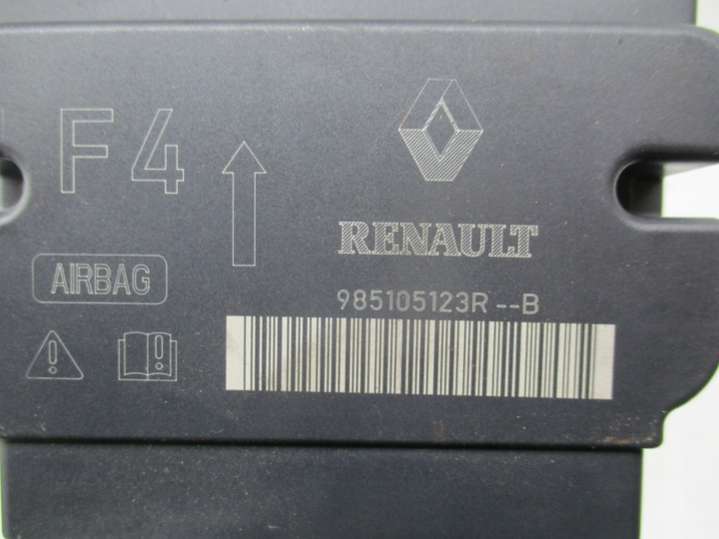 F4
RENAULT
AIRBAG
985105123R--B